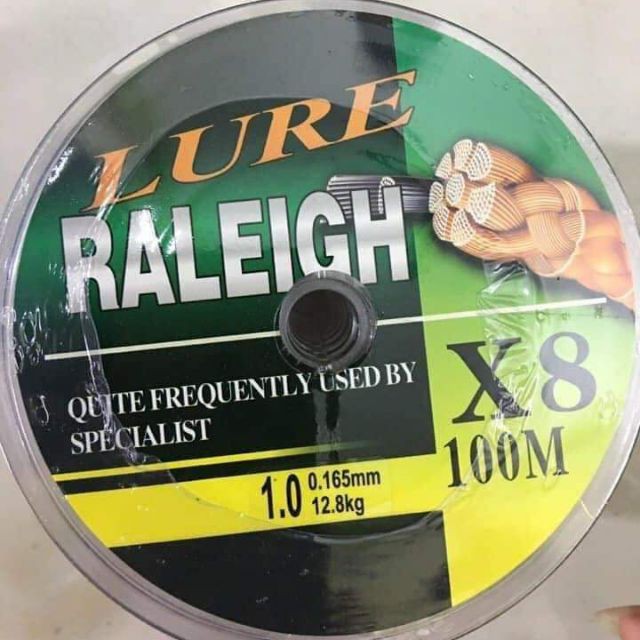 LURE
RALEIGH
QUITE FREQUENTLY USED BY
SPECIALIST
X8
100M
1.0 0.165mm
12.8kg